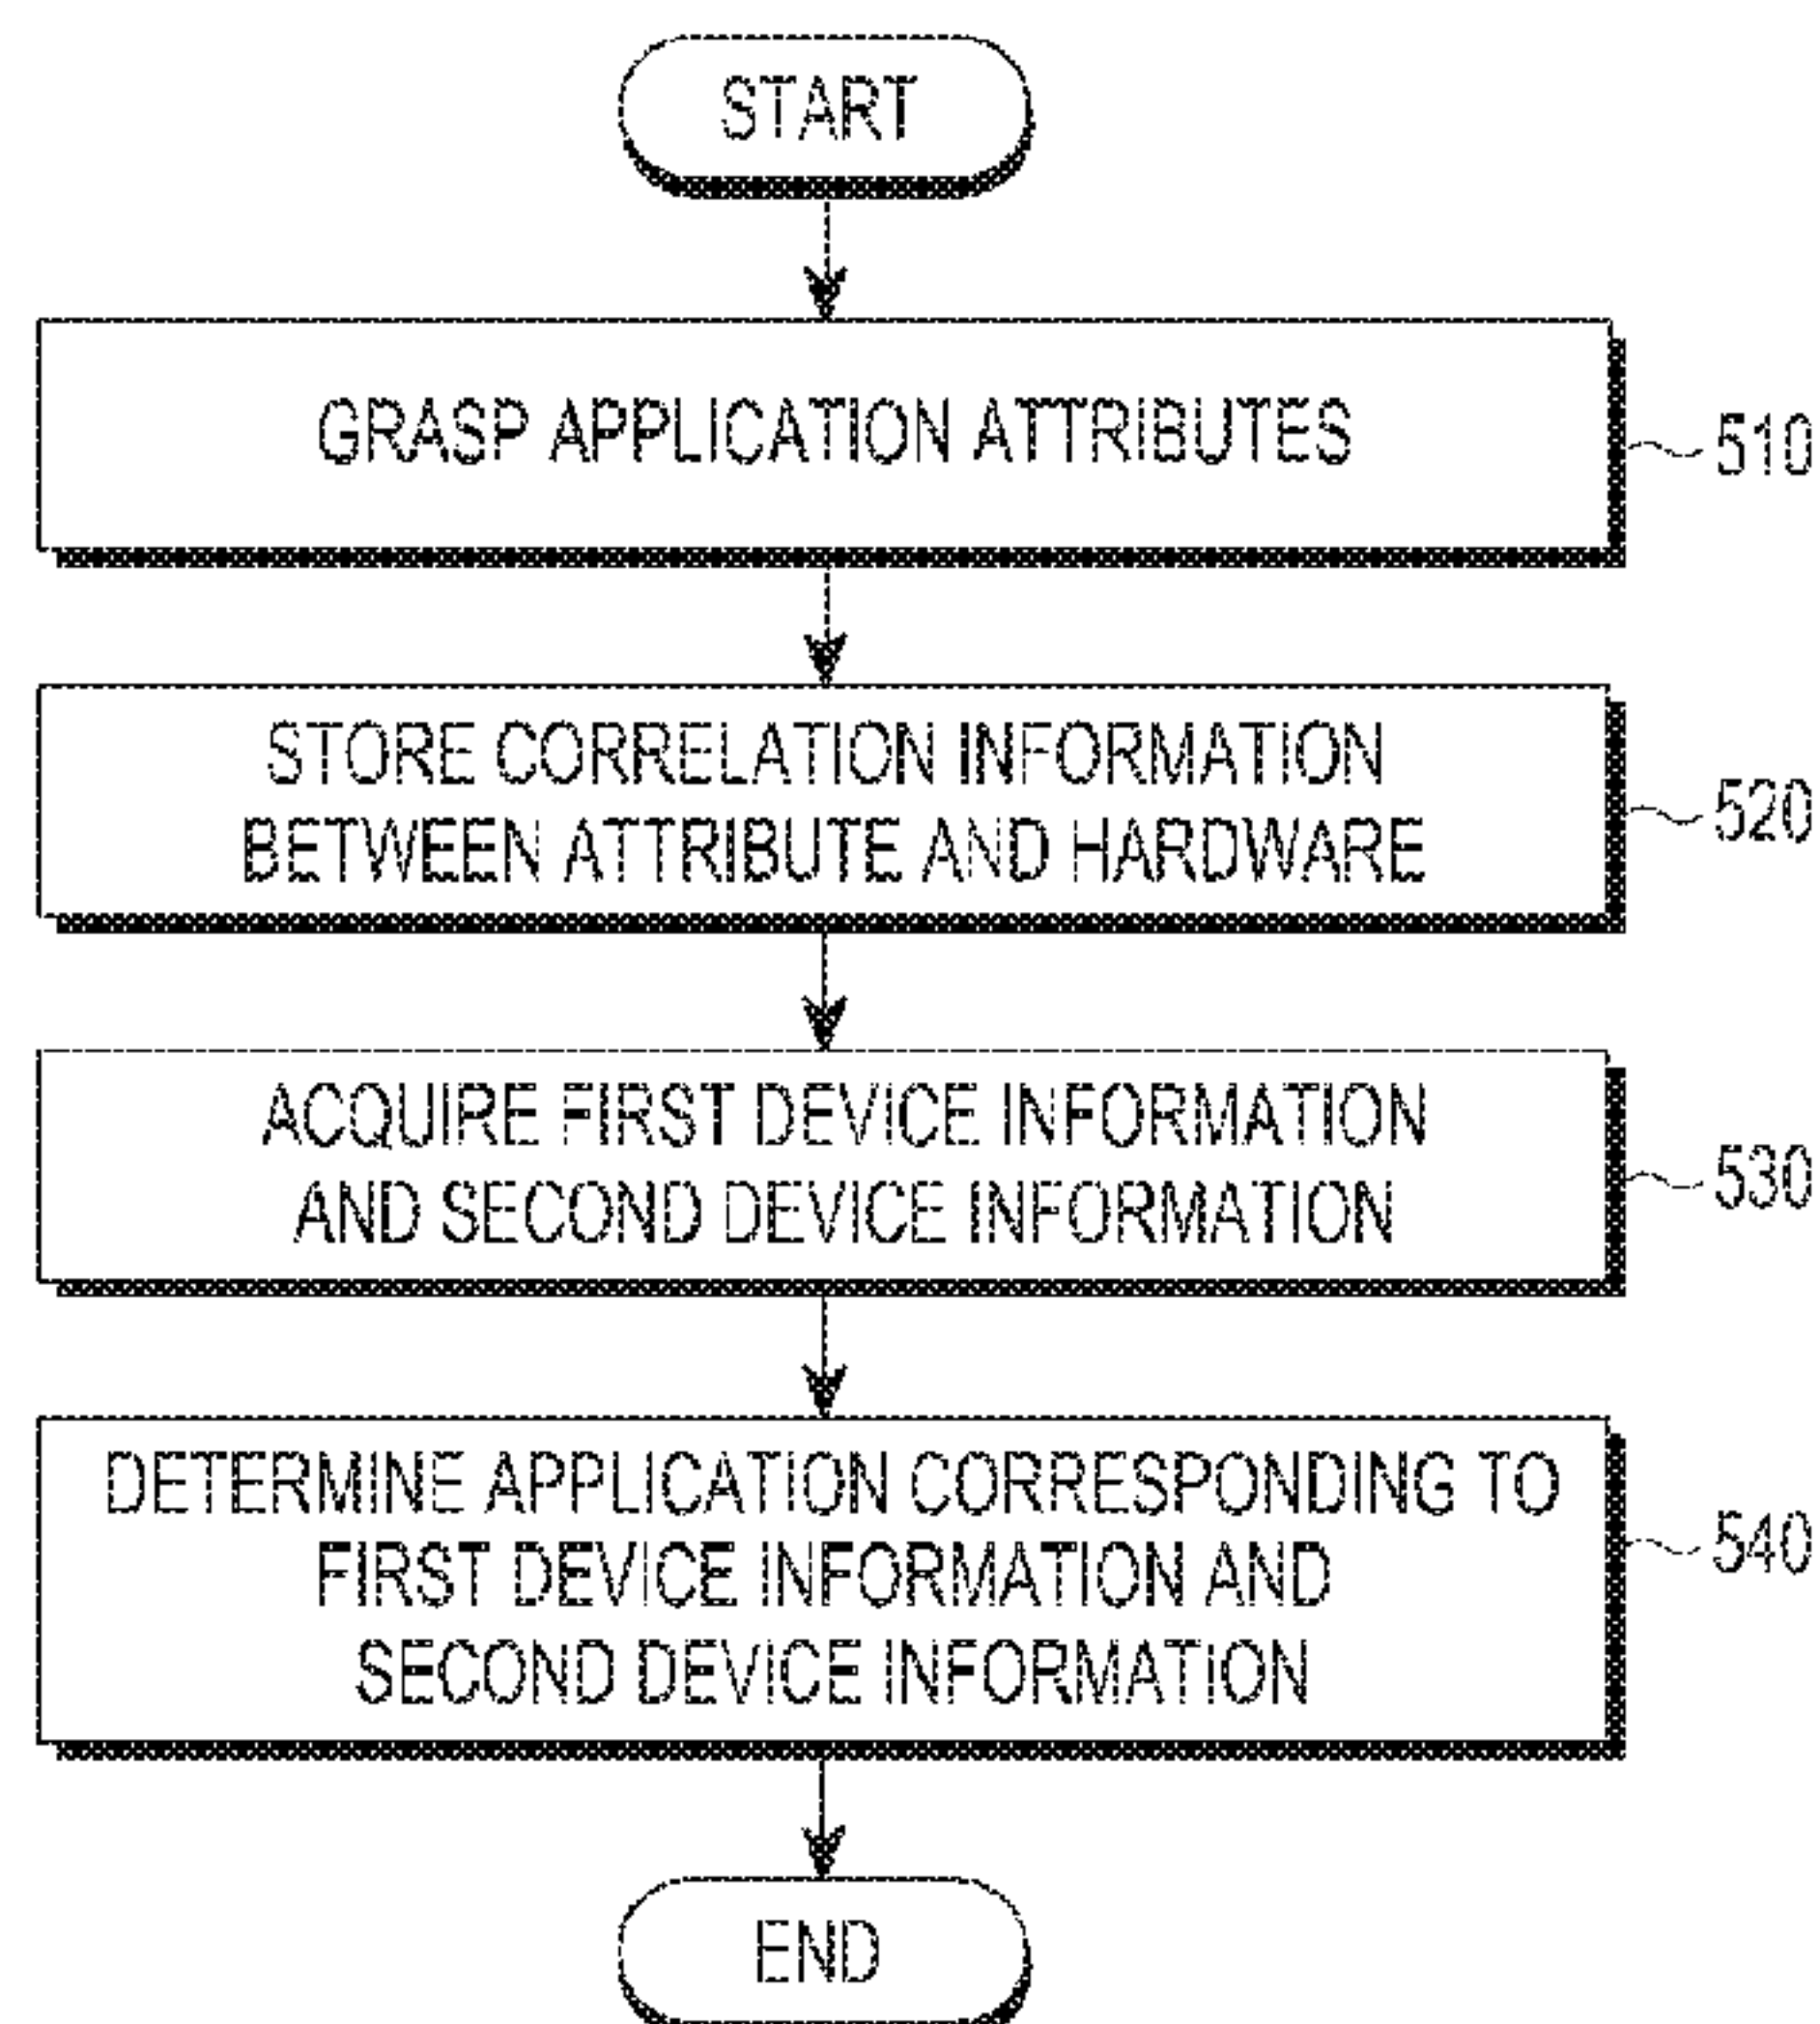 START
GRASP APPLICATION ATTRIBUTES
510
STORE CORRELATION INFORMATION
BETWEEN ATTRIBUTE AND HARDWARE
520
ACQUIRE FIRST DEVICE INFORMATION
AND SECOND DEVICE INFORMATION
530
DETERMINE APPLICATION CORRESPONDING TO
FIRST DEVICE INFORMATION AND
SECOND DEVICE INFORMATION
540
END